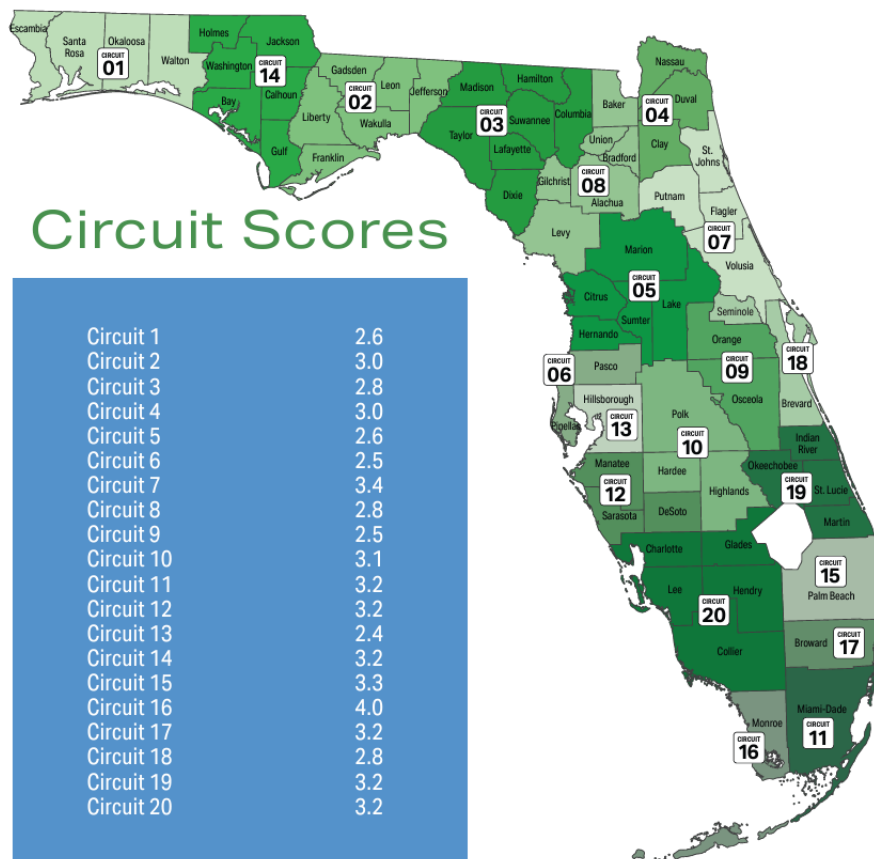 Escambia
Santa
Rosa
Okaloosa
Walton
CIRCUIT
01
Holmes
Jackson
Washington
CIRCUIT
14
Bay
Calhoun
Gulf
Gadsden
Leon
Jefferson
CIRCUIT
02
Liberty
Wakulla
Franklin
Madison
Hamilton
Taylor
CIRCUIT
03
Suwannee
Columbia
Lafayette
Dixie
Nassau
Baker
CIRCUIT
04
Duval
Clay
Union
Bradford
St.
Johns
Gilchrist
CIRCUIT
08
Alachua
Levy
Putnam
Flagler
CIRCUIT
07
Volusia
Marion
CIRCUIT
05
Citrus
Lake
Sumter
Hernando
Seminole
Orange
CIRCUIT
09
Osceola
CIRCUIT
18
Brevard
CIRCUIT
06
Pasco
Pinellas
Hillsborough
CIRCUIT
13
Polk
CIRCUIT
10
Hardee
Highlands
Indian
River
Okeechobee
CIRCUIT
19
St. Lucie
Martin
Manatee
CIRCUIT
12
Sarasota
DeSoto
Charlotte
Glades
Lee
Hendry
CIRCUIT
20
Collier
CIRCUIT
15
Palm Beach
Broward
CIRCUIT
17
Miami-Dade
CIRCUIT
11
Monroe
CIRCUIT
16
Circuit Scores
Circuit 1 2.6
Circuit 2 3.0
Circuit 3 2.8
Circuit 4 3.0
Circuit 5 2.6
Circuit 6 2.5
Circuit 7 3.4
Circuit 8 2.8
Circuit 9 2.5
Circuit 10 3.1
Circuit 11 3.2
Circuit 12 3.2
Circuit 13 2.4
Circuit 14 3.2
Circuit 15 3.3
Circuit 16 4.0
Circuit 17 3.2
Circuit 18 2.8
Circuit 19 3.2
Circuit 20 3.2